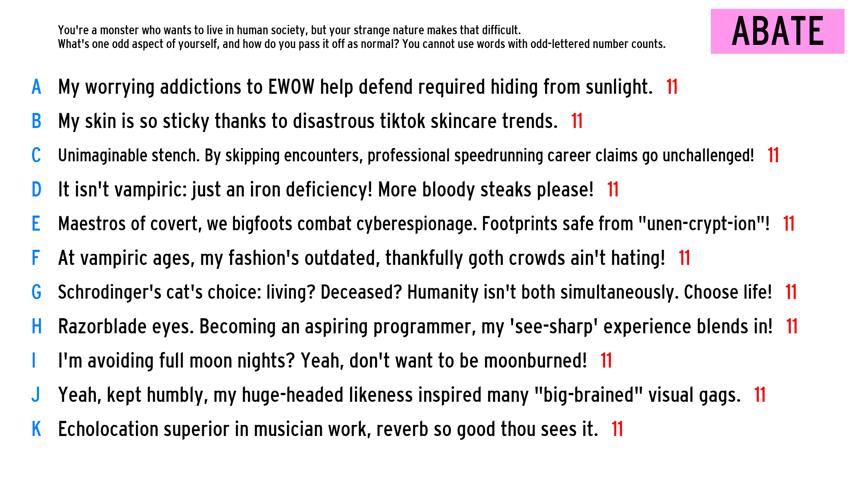 You're a monster who wants to live in human society, but your strange nature makes that difficult.
What's one odd aspect of yourself, and how do you pass it off as normal? You cannot use words with odd-lettered number counts.
ABATE
A My worrying addictions to EWOW help defend required hiding from sunlight. 11
B My skin is so sticky thanks to disastrous tiktok skincare trends. 11
C Unimaginable stench. By skipping encounters, professional speedrunning career claims go unchallenged! 11
D It isn't vampiric: just an iron deficiency! More bloody steaks please! 11
E Maestros of covert, we bigfoots combat cyberespionage. Footprints safe from "unen-crypt-ion"! 11
F At vampiric ages, my fashion's outdated, thankfully goth crowds ain't hating! 11
G Schrodinger's cat's choice: living? Deceased? Humanity isn't both simultaneously. Choose life! 11
H Razorblade eyes. Becoming an aspiring programmer, my 'see-sharp' experience blends in! 11
I I'm avoiding full moon nights? Yeah, don't want to be moonburned! 11
J Yeah, kept humbly, my huge-headed likeness inspired many "big-brained" visual gags. 11
K Echolocation superior in musician work, reverb so good thou sees it. 11